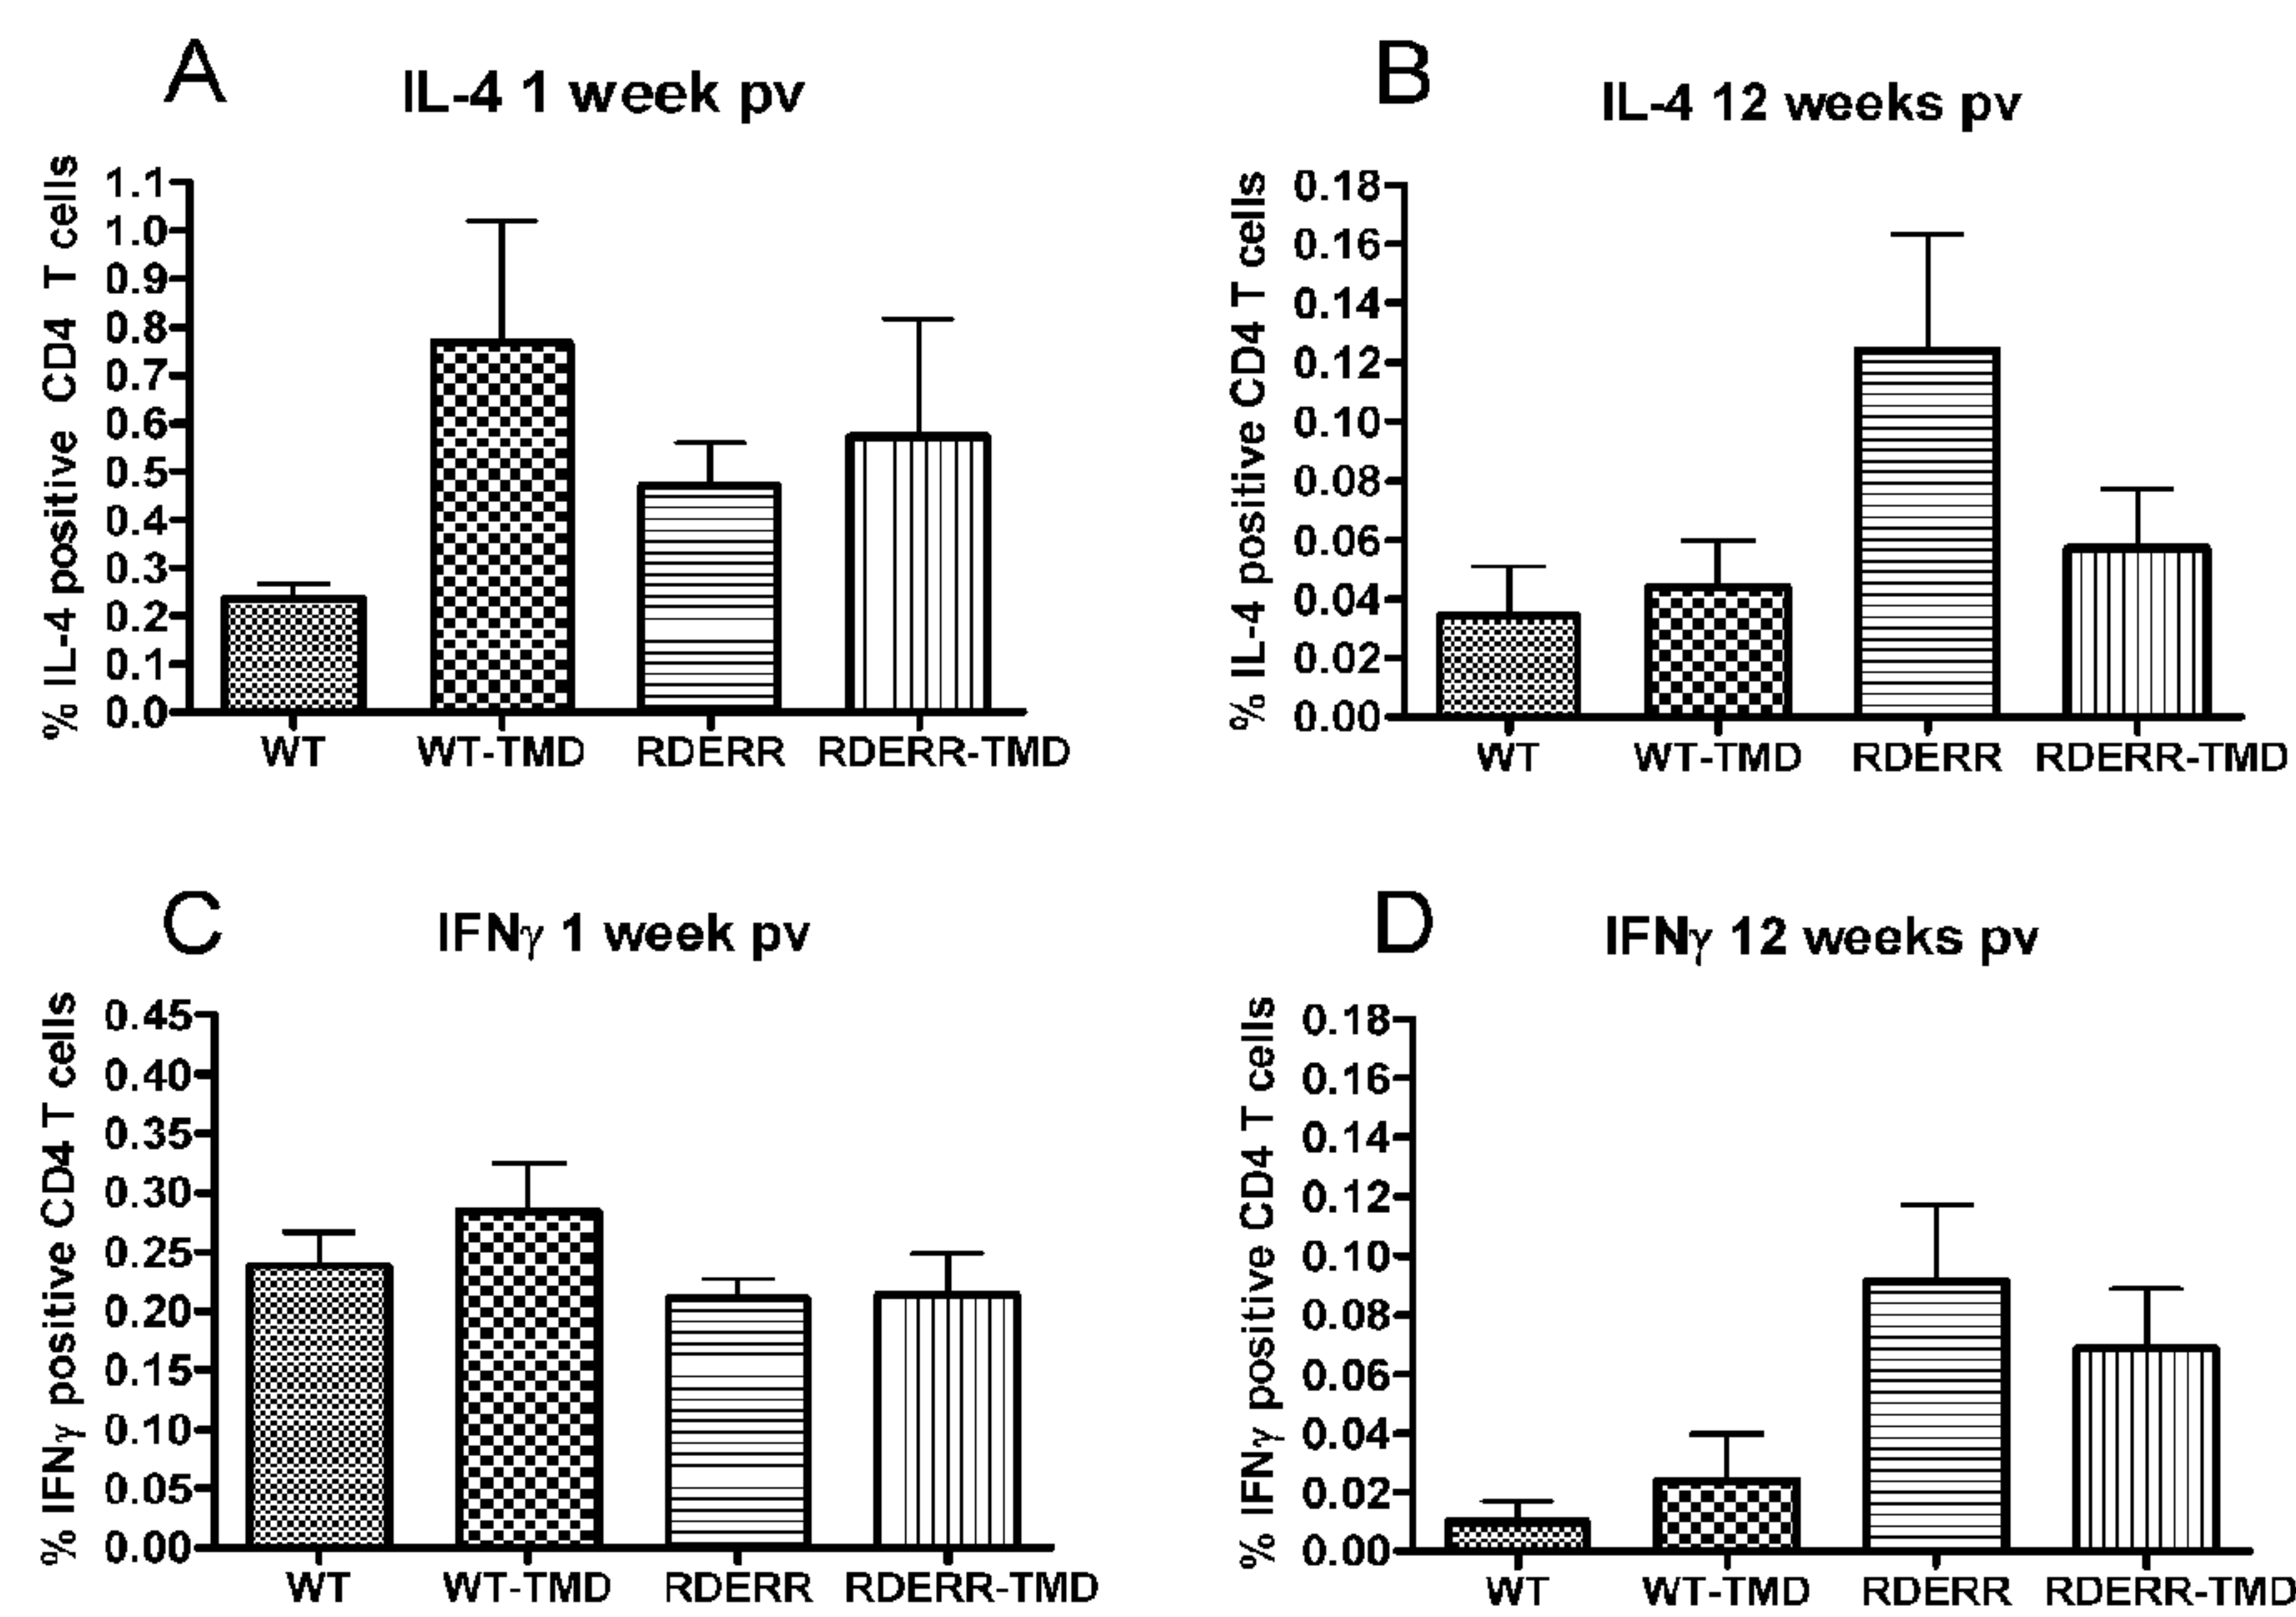 A
IL-4 1 week pv
% IL-4 positive CD4 T cells
1.1
1.0
0.9
0.8
0.7
0.6
0.5
0.4
0.3
0.2
0.1
0.0
WT
WT-TMD
RDERR
RDERR-TMD
B
IL-4 12 weeks pv
% IL-4 positive CD4 T cells
0.18
0.16
0.14
0.12
0.10
0.08
0.06
0.04
0.02
0.00
WT
WT-TMD
RDERR
RDERR-TMD
C
IFNγ 1 week pv
% IFNγ positive CD4 T cells
0.45
0.40
0.35
0.30
0.25
0.20
0.15
0.10
0.05
0.00
WT
WT-TMD
RDERR
RDERR-TMD
D
IFNγ 12 weeks pv
% IFNγ positive CD4 T cells
0.18
0.16
0.14
0.12
0.10
0.08
0.06
0.04
0.02
0.00
WT
WT-TMD
RDERR
RDERR-TMD